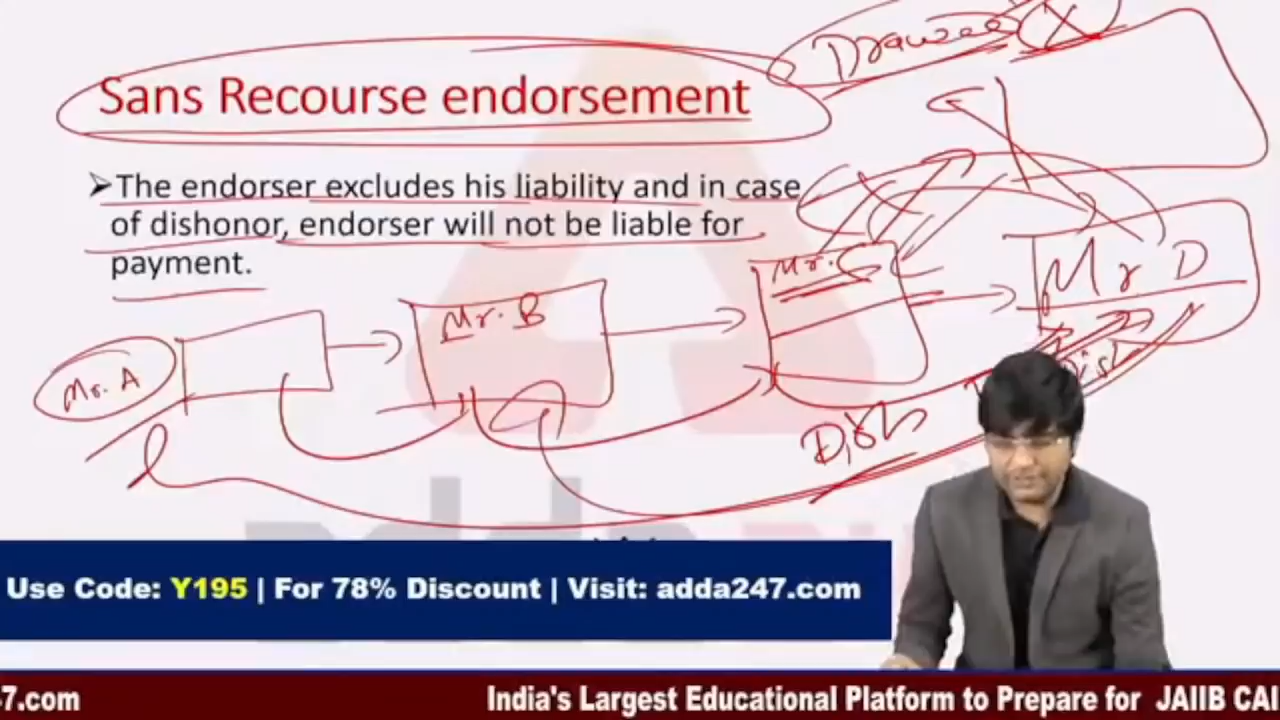 Drawee X
Sans Recourse endorsement
➤The endorser excludes his liability and in case
of dishonor, endorser will not be liable for
payment.
Mr. A
Mr. B
Mr. C
Mr D
Dish
Dish
Use Code: Y195 | For 78% Discount | Visit: adda247.com
7.com
India's Largest Educational Platform to Prepare for JAIIB CAI